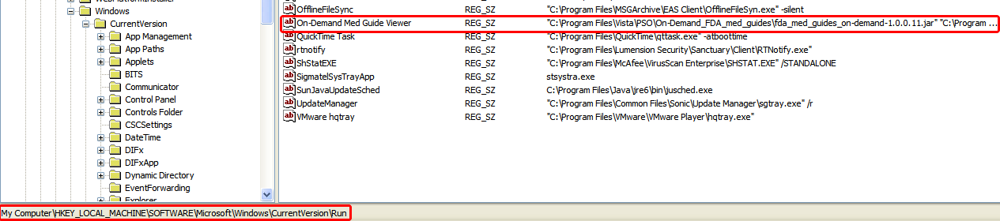 WebPlatformInstaller
Windows
CurrentVersion
App Management
App Paths
Applets
BITS
Communicator
Control Panel
Controls Folder
CSCSettings
DateTime
DIFx
DIFxApp
Dynamic Directory
EventForwarding
Explorer
OfflineFileSync REG_SZ "C:\Program Files\MSGArchive\EAS Client\OfflineFileSyn.exe" -silent
On-Demand Med Guide Viewer REG_SZ "C:\Program Files\Vista\PSO\On-Demand_FDA_med_guides\fda_med_guides_on-demand-1.0.0.11.jar" "C:\Program ...
QuickTime Task REG_SZ "C:\Program Files\QuickTime\qttask.exe" -atboottime
rtnotify REG_SZ "C:\Program Files\Lumension Security\Sanctuary\Client\RTNotify.exe"
ShStatEXE REG_SZ "C:\Program Files\McAfee\VirusScan Enterprise\SHSTAT.EXE" /STANDALONE
SigmatelSysTrayApp REG_SZ stsystra.exe
SunJavaUpdateSched REG_SZ C:\Program Files\Java\jre6\bin\jusched.exe
UpdateManager REG_SZ "C:\Program Files\Common Files\Sonic\Update Manager\sgtray.exe" /r
VMware hqtray REG_SZ "C:\Program Files\VMware\VMware Player\hqtray.exe"
My Computer\HKEY_LOCAL_MACHINE\SOFTWARE\Microsoft\Windows\CurrentVersion\Run